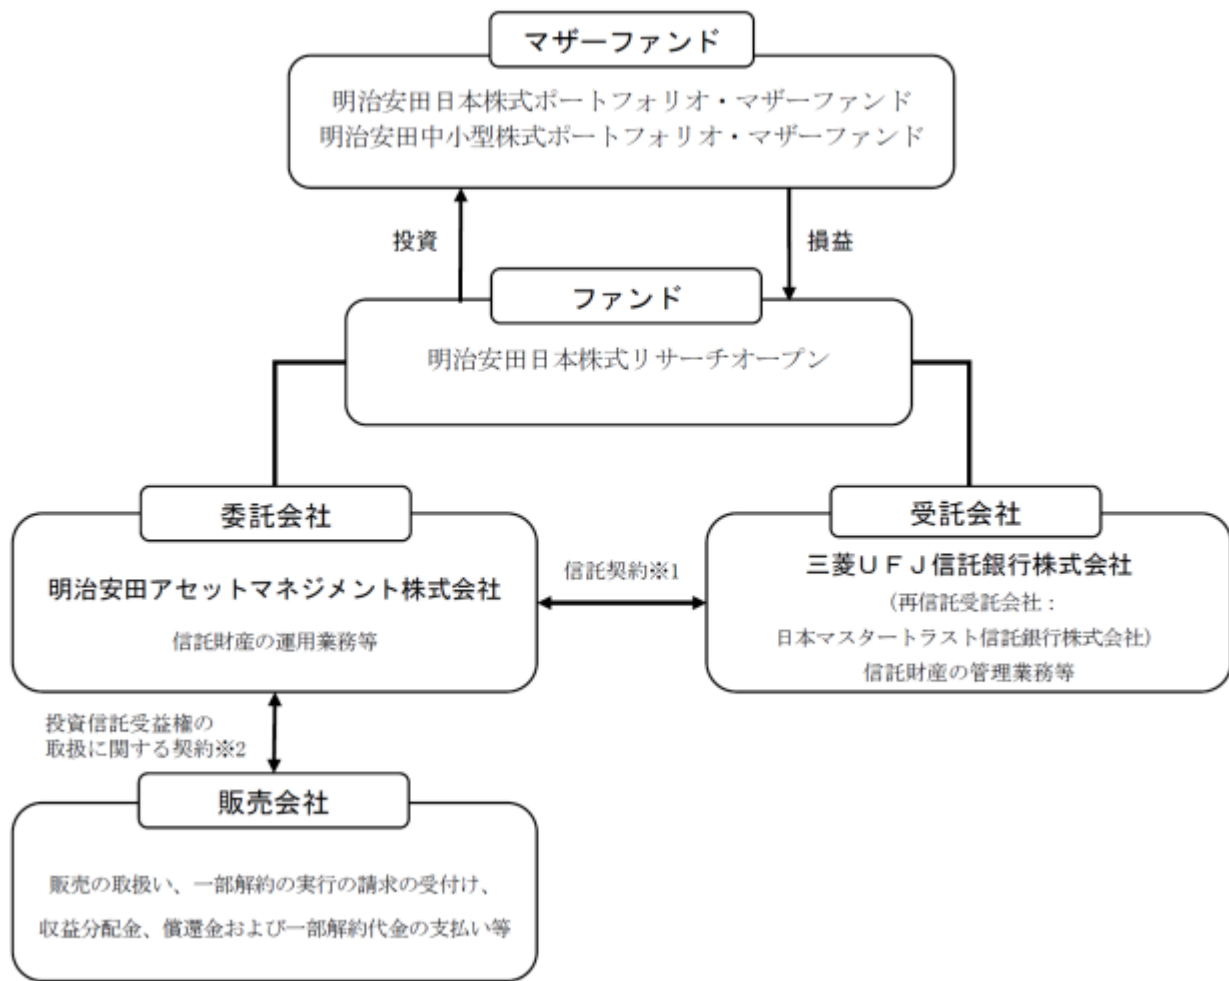 マザーファンド
明治安田日本株式ポートフォリオ・マザーファンド
明治安田中小型株式ポートフォリオ・マザーファンド
投資
損益
ファンド
明治安田日本株式リサーチオープン
委託会社
明治安田アセットマネジメント株式会社
信託財産の運用業務等
信託契約※1
受託会社
三菱UFJ信託銀行株式会社
（再信託受託会社：
日本マスタートラスト信託銀行株式会社）
信託財産の管理業務等
投資信託受益権の
取扱に関する契約※2
販売会社
販売の取扱い、一部解約の実行の請求の受付け、
収益分配金、償還金および一部解約代金の支払い等